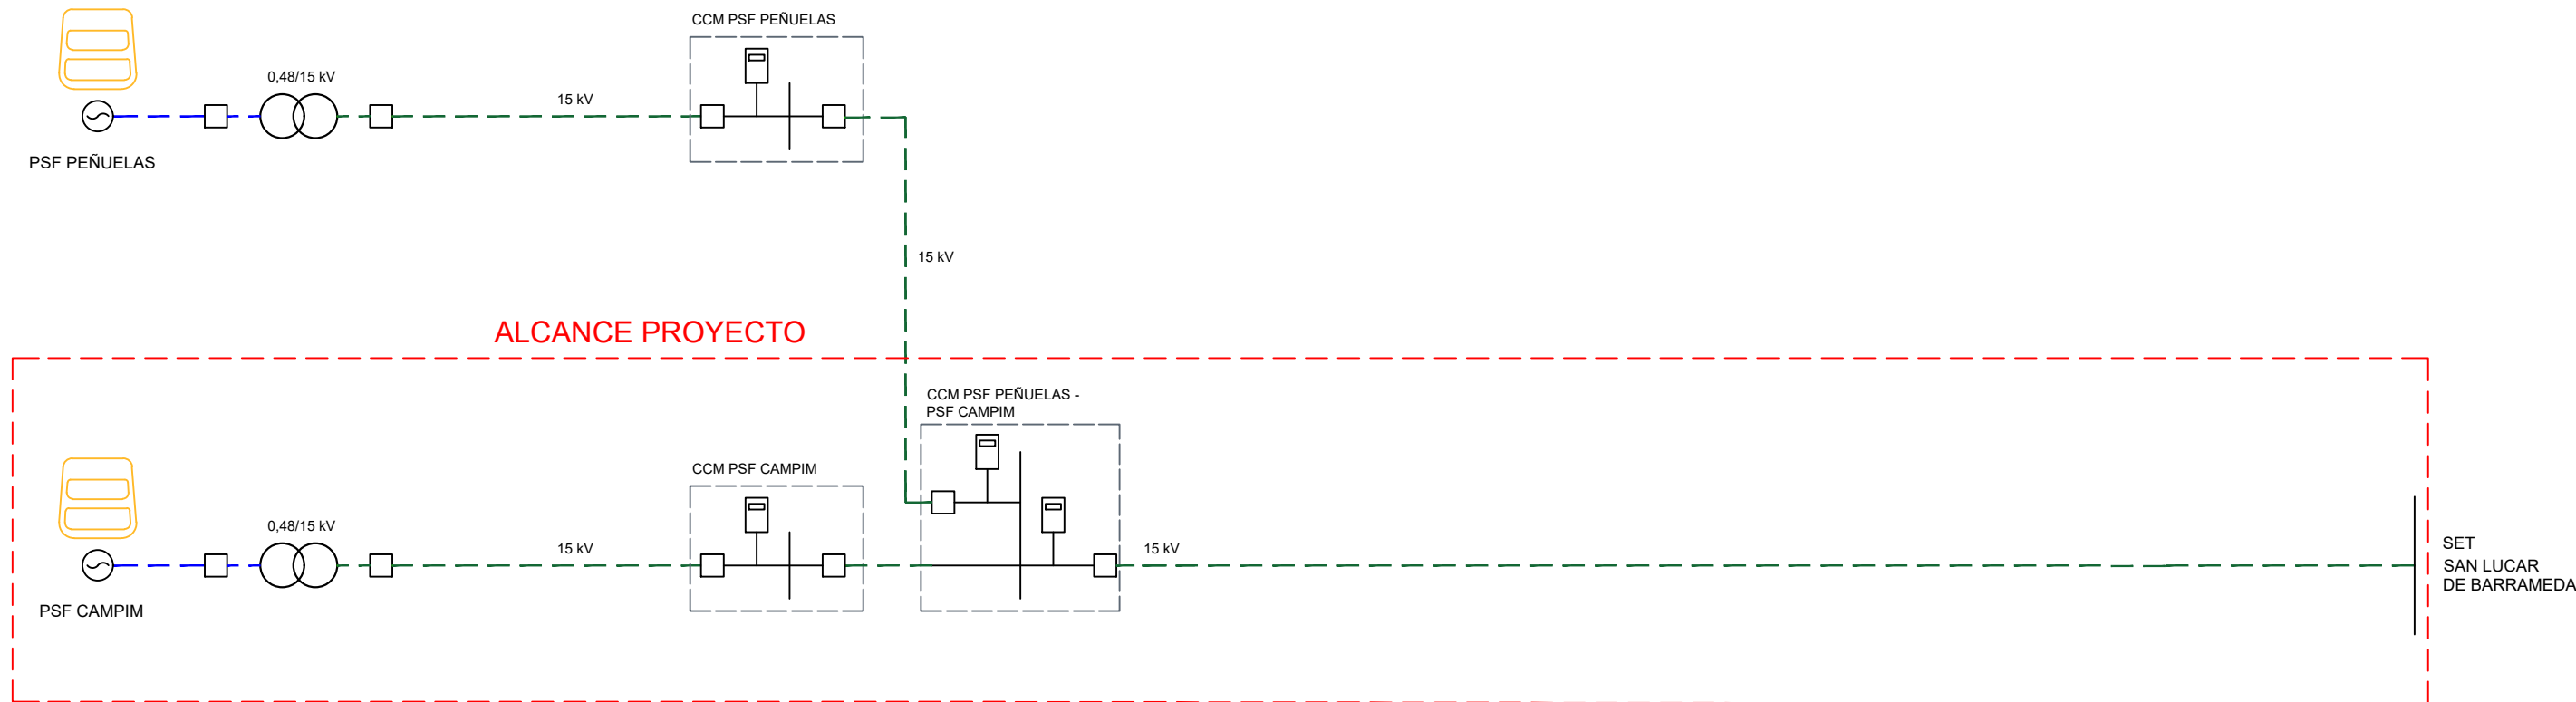 CCM PSF PEÑUELAS
0,48/15 kV
15 kV
PSF PEÑUELAS
15 kV
ALCANCE PROYECTO
CCM PSF PEÑUELAS -
PSF CAMPIM
CCM PSF CAMPIM
0,48/15 kV
15 kV
15 kV
PSF CAMPIM
SET
SAN LUCAR
DE BARRAMEDA